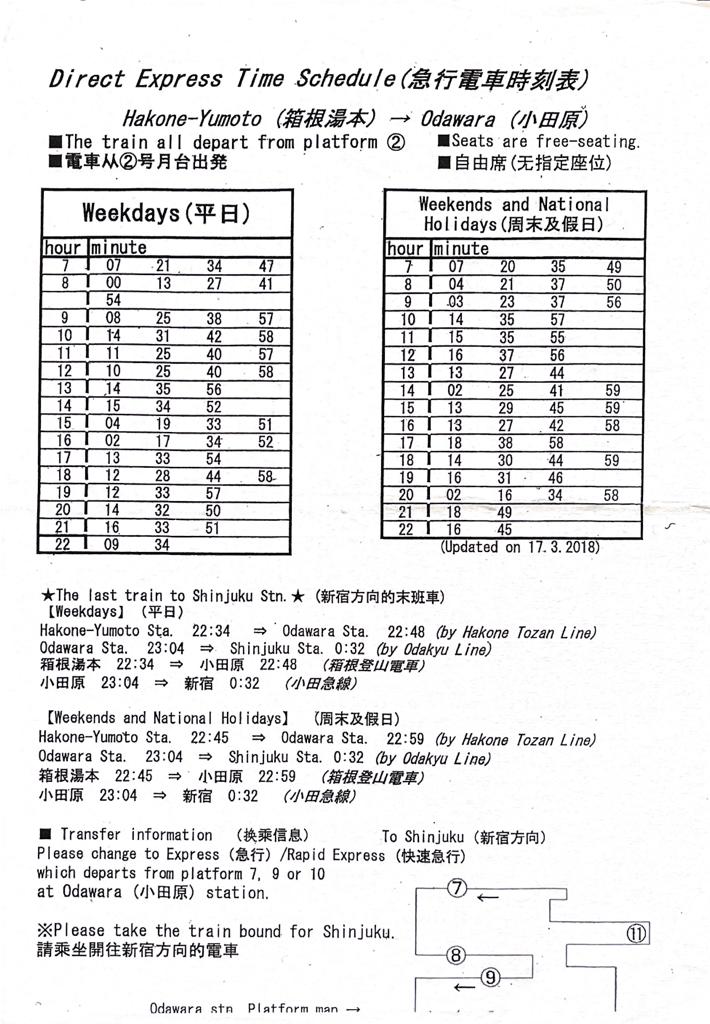 Direct Express Time Schedule(急行電車時刻表)
Hakone-Yumoto (箱根湯本) → Odawara (小田原)
■The train all depart from platform ②
■電車从②号月台出発
■Seats are free-seating.
■自由席(无指定座位)
Weekdays(平日)
hour minute
7 07 21 34 47
8 00 13 27 41
54
9 08 25 38 57
10 14 31 42 58
11 11 25 40 57
12 10 25 40 58
13 14 35 56
14 15 34 52
15 04 19 33 51
16 02 17 34 52
17 13 33 54
18 12 28 44 58
19 12 33 57
20 14 32 50
21 16 33 51
22 09 34
Weekends and National
Holidays(周末及假日)
hour minute
7 07 20 35 49
8 04 21 37 50
9 03 23 37 56
10 14 35 57
11 15 35 55
12 16 37 56
13 13 27 44
14 02 25 41 59
15 13 29 45 59
16 13 27 42 58
17 18 38 58
18 14 30 44 59
19 16 31 46
20 02 16 34 58
21 18 49
22 16 45
(Updated on 17.3.2018)
★The last train to Shinjuku Stn.★ (新宿方向的末班車)
【Weekdays】 (平日)
Hakone-Yumoto Sta. 22:34 ⇒ Odawara Sta. 22:48 (by Hakone Tozan Line)
Odawara Sta. 23:04 ⇒ Shinjuku Sta. 0:32 (by Odakyu Line)
箱根湯本 22:34 ⇒ 小田原 22:48 (箱根登山電車)
小田原 23:04 ⇒ 新宿 0:32 (小田急線)
【Weekends and National Holidays】 (周末及假日)
Hakone-Yumoto Sta. 22:45 ⇒ Odawara Sta. 22:59 (by Hakone Tozan Line)
Odawara Sta. 23:04 ⇒ Shinjuku Sta. 0:32 (by Odakyu Line)
箱根湯本 22:45 ⇒ 小田原 22:59 (箱根登山電車)
小田原 23:04 ⇒ 新宿 0:32 (小田急線)
■ Transfer information (换乘信息)
To Shinjuku (新宿方向)
Please change to Express (急行) /Rapid Express (快速急行)
which departs from platform 7, 9 or 10
at Odawara (小田原) station.
※Please take the train bound for Shinjuku.
請乗坐開往新宿方向的電車
⑦
←
⑪
⑧
⑨
←
Odawara stn. Platform map →